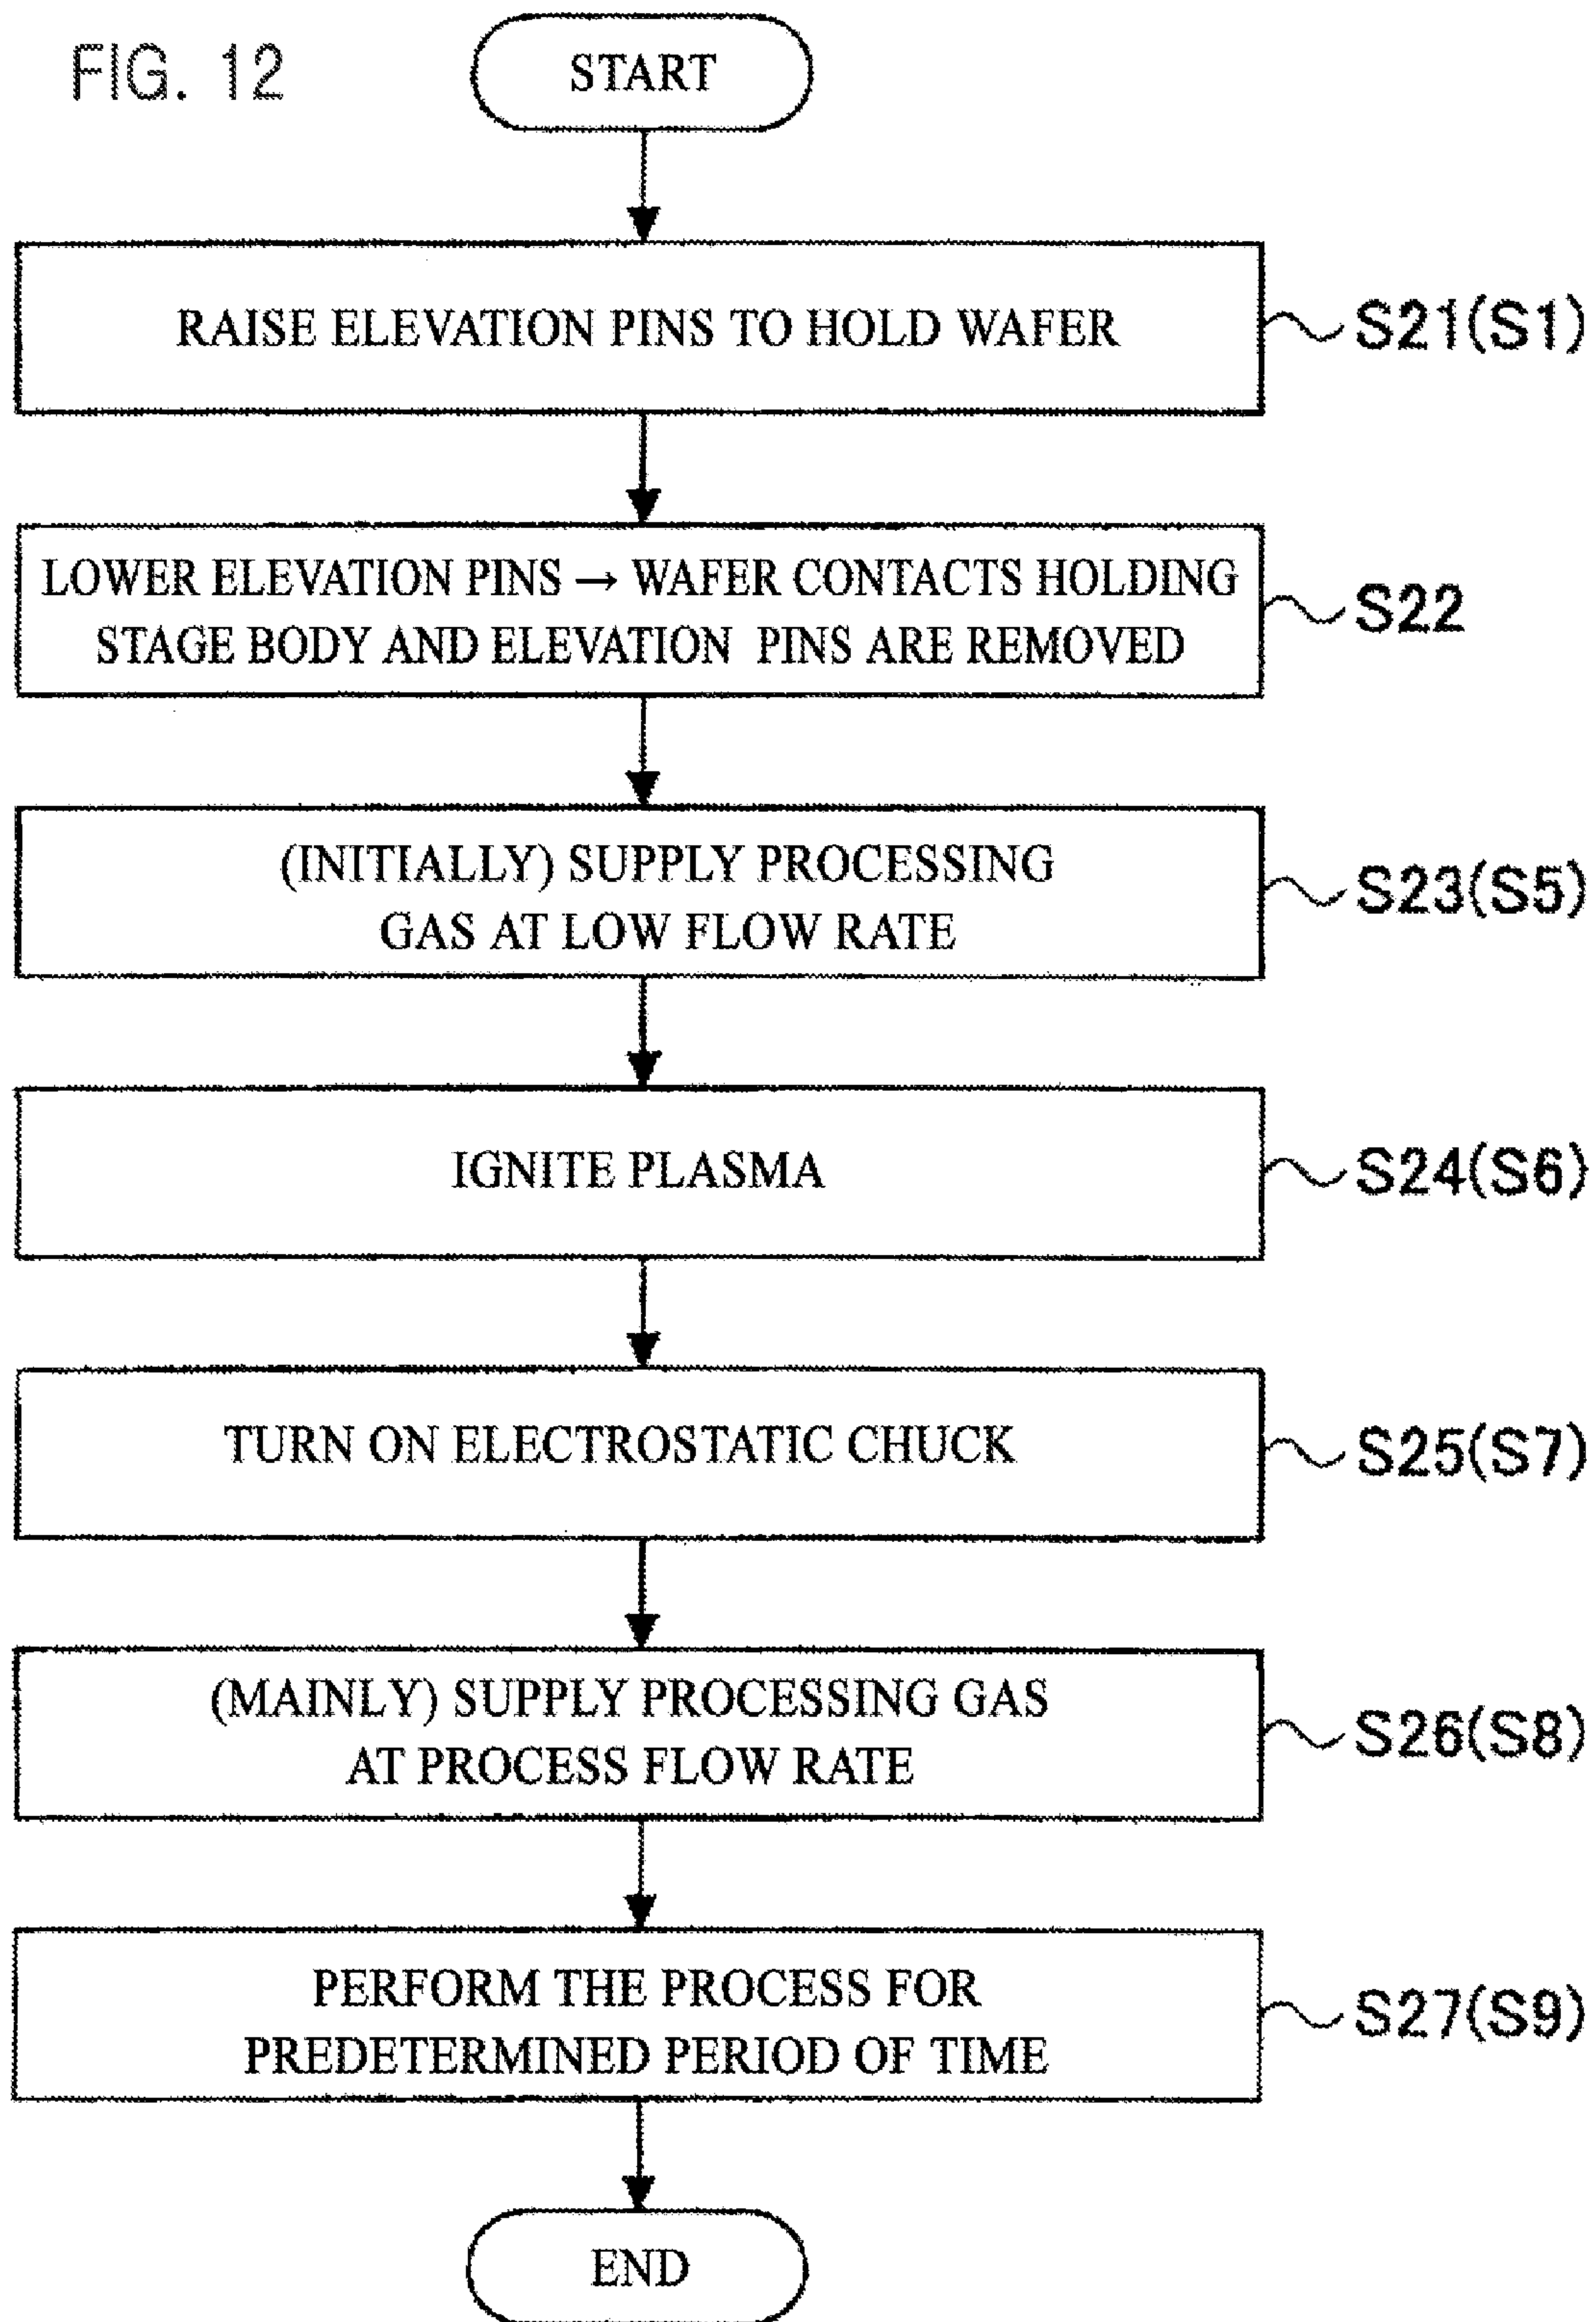 FIG. 12
START
RAISE ELEVATION PINS TO HOLD WAFER
S21(S1)
LOWER ELEVATION PINS → WAFER CONTACTS HOLDING
STAGE BODY AND ELEVATION PINS ARE REMOVED
S22
(INITIALLY) SUPPLY PROCESSING
GAS AT LOW FLOW RATE
S23(S5)
IGNITE PLASMA
S24(S6)
TURN ON ELECTROSTATIC CHUCK
S25(S7)
(MAINLY) SUPPLY PROCESSING GAS
AT PROCESS FLOW RATE
S26(S8)
PERFORM THE PROCESS FOR
PREDETERMINED PERIOD OF TIME
S27(S9)
END